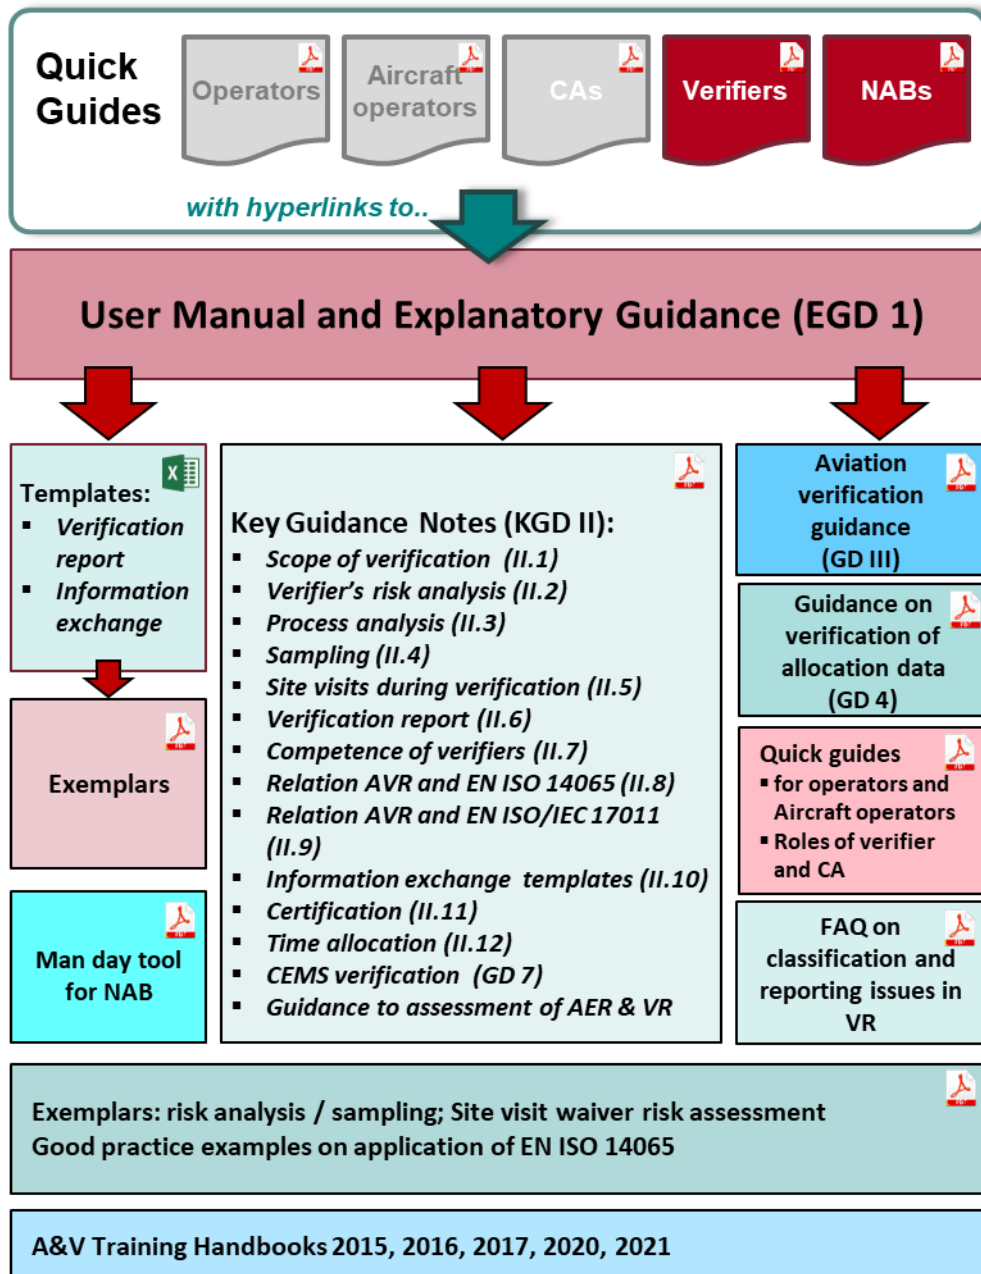 Quick
Guides
Operators
Aircraft
operators
CAs
Verifiers
NABs
with hyperlinks to..
User Manual and Explanatory Guidance (EGD 1)
Templates:
▪ Verification
report
▪ Information
exchange
Exemplars
Man day tool
for NAB
Key Guidance Notes (KGD II):
▪ Scope of verification (II.1)
▪ Verifier's risk analysis (II.2)
▪ Process analysis (II.3)
▪ Sampling (II.4)
▪ Site visits during verification (II.5)
▪ Verification report (II.6)
▪ Competence of verifiers (II.7)
▪ Relation AVR and EN ISO 14065 (II.8)
▪ Relation AVR and EN ISO/IEC 17011
(II.9)
▪ Information exchange templates (II.10)
▪ Certification (II.11)
▪ Time allocation (II.12)
▪ CEMS verification (GD 7)
▪ Guidance to assessment of AER & VR
Aviation
verification
guidance
(GD III)
Guidance on
verification of
allocation data
(GD 4)
Quick guides
▪ for operators and
Aircraft operators
▪ Roles of verifier
and CA
FAQ on
classification and
reporting issues in
VR
Exemplars: risk analysis / sampling; Site visit waiver risk assessment
Good practice examples on application of EN ISO 14065
A&V Training Handbooks 2015, 2016, 2017, 2020, 2021